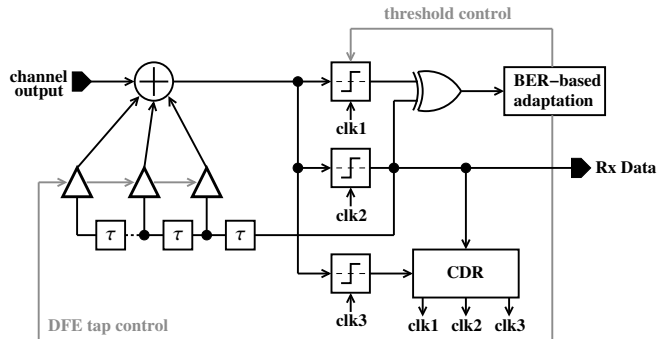 threshold control
channel
output
BER−based
adaptation
clk1
Rx Data
clk2
τ
τ
τ
CDR
clk3
clk1
clk2
clk3
DFE tap control